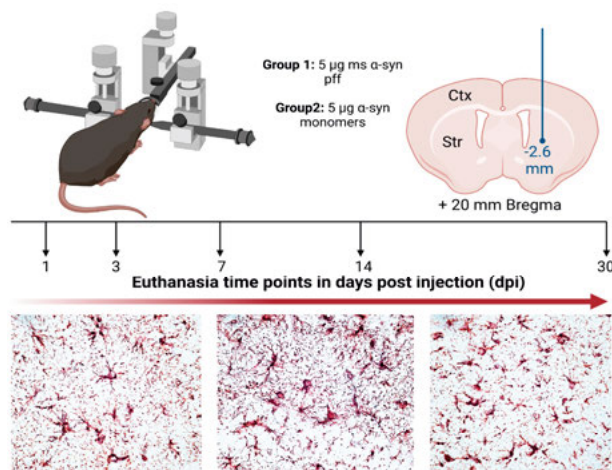 Group 1: 5 µg ms α-syn
pff
Group2: 5 µg α-syn
monomers
Ctx
Str
-2.6
mm
+ 20 mm Bregma
1
3
7
14
30
Euthanasia time points in days post injection (dpi)